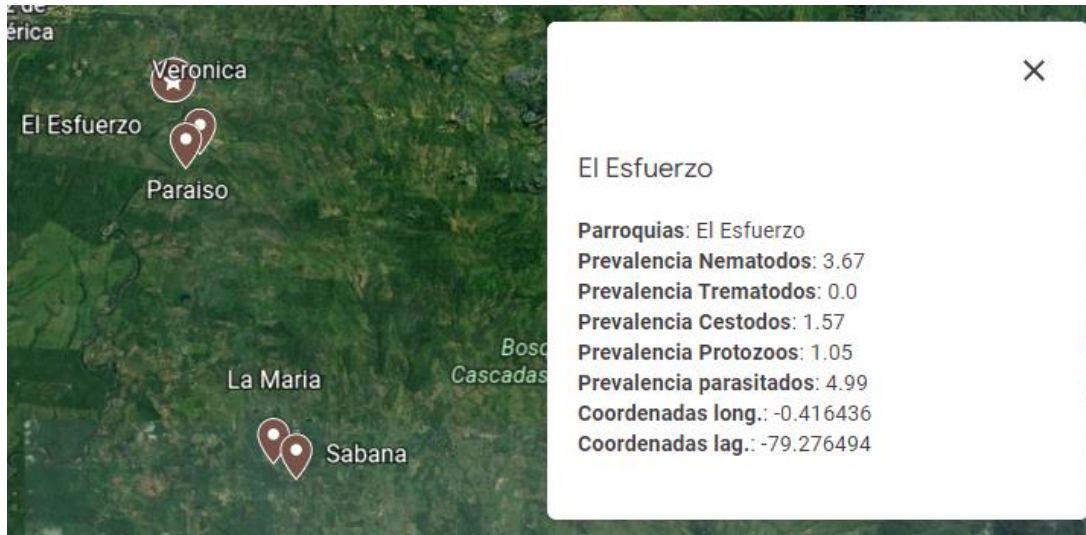 érica
Veronica
El Esfuerzo
Paraiso
La Maria
Sabana
Cascadas
El Esfuerzo
Parroquias: El Esfuerzo
Prevalencia Nematodos: 3.67
Prevalencia Trematodos: 0.0
Prevalencia Cestodos: 1.57
Prevalencia Protozoos: 1.05
Prevalencia parasitados: 4.99
Coordenadas long.: -0.416436
Coordenadas lag.: -79.276494